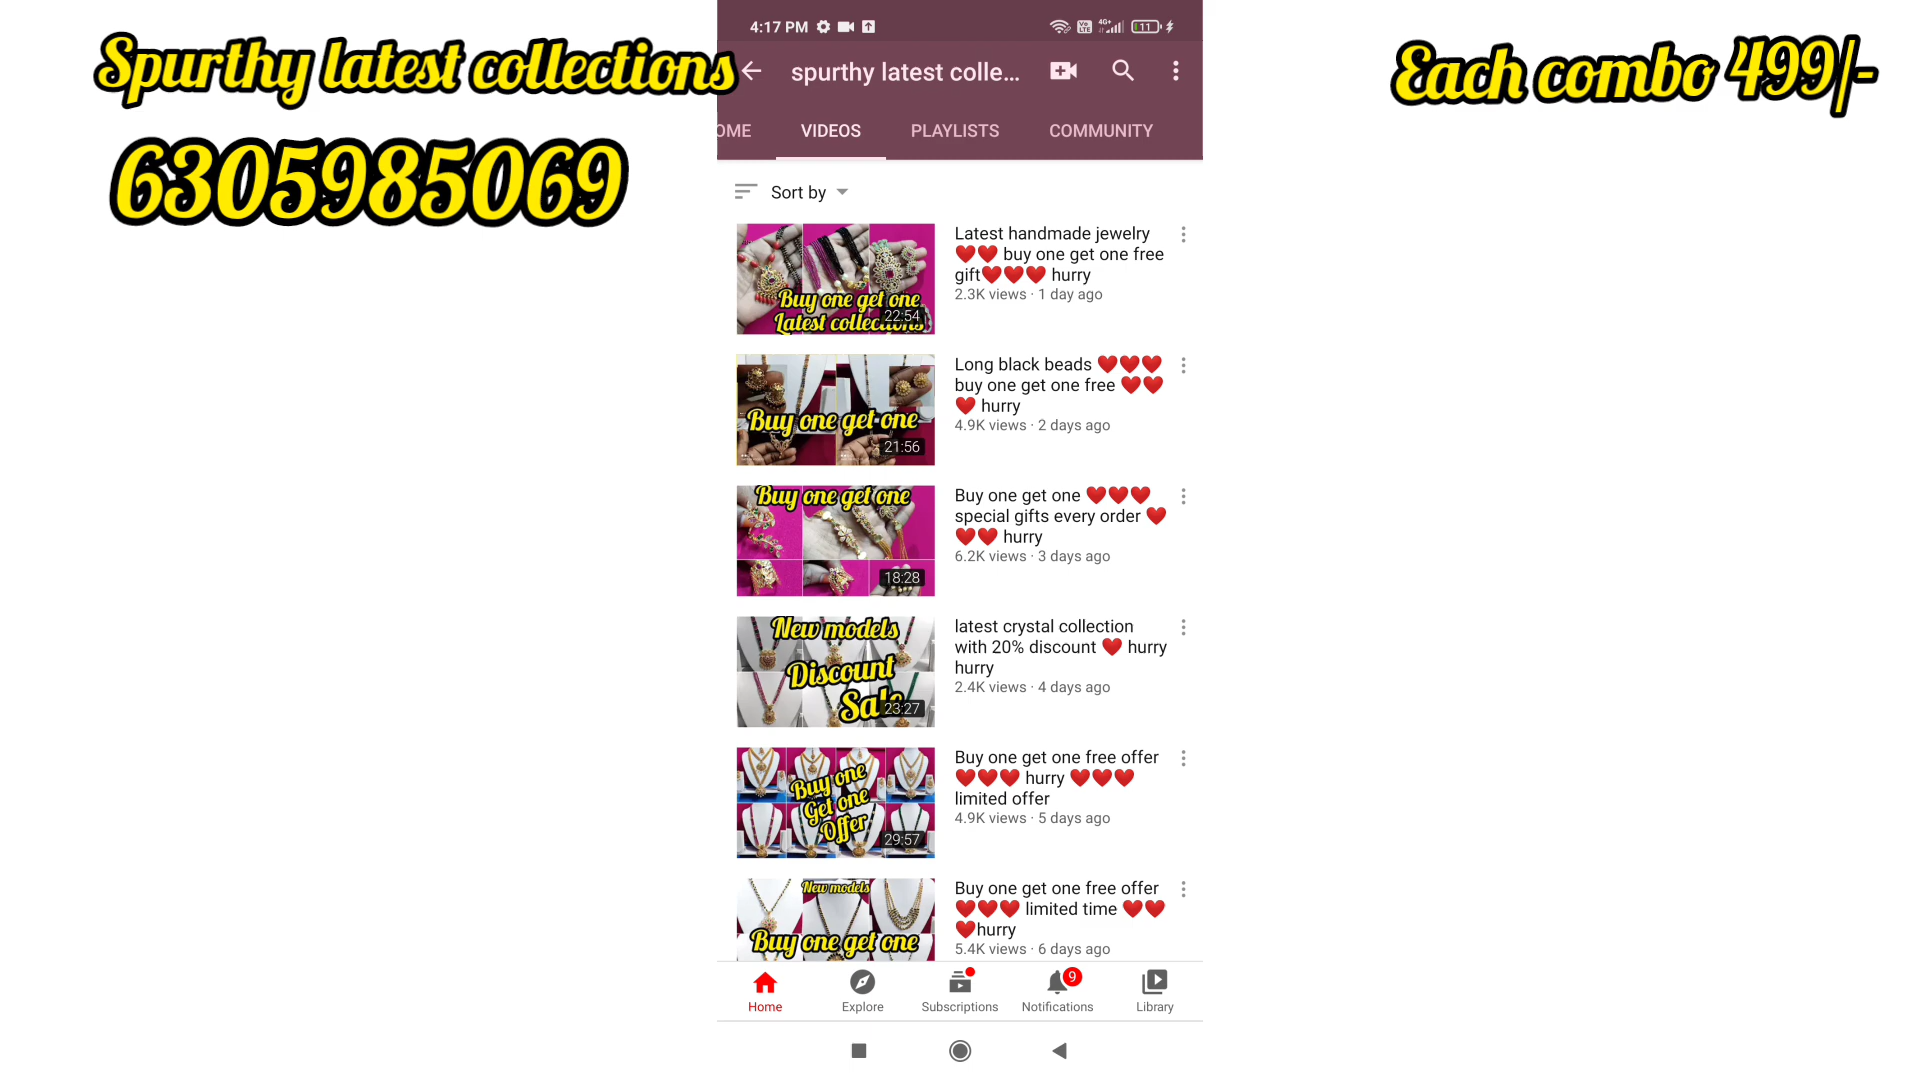 Spurthy latest collections
6305985069
Each combo 499/-
4:17 PM
Vo LTE 4G+ 11
spurthy latest colle...
OME VIDEOS PLAYLISTS COMMUNITY
Sort by
Buy one get one
Latest collections
22:54
Latest handmade jewelry
❤️❤️ buy one get one free
gift❤️❤️❤️ hurry
2.3K views · 1 day ago
Buy one get one
21:56
Long black beads ❤️❤️❤️
buy one get one free ❤️❤️
❤️ hurry
4.9K views · 2 days ago
Buy one get one
18:28
Buy one get one ❤️❤️❤️
special gifts every order ❤️
❤️❤️ hurry
6.2K views · 3 days ago
New models
Discount
Sale
23:27
latest crystal collection
with 20% discount ❤️ hurry
hurry
2.4K views · 4 days ago
Buy one
Get one
Offer
29:57
Buy one get one free offer
❤️❤️❤️ hurry ❤️❤️❤️
limited offer
4.9K views · 5 days ago
New models
Buy one get one
Buy one get one free offer
❤️❤️❤️ limited time ❤️❤️
❤️hurry
5.4K views · 6 days ago
9
Home Explore Subscriptions Notifications Library